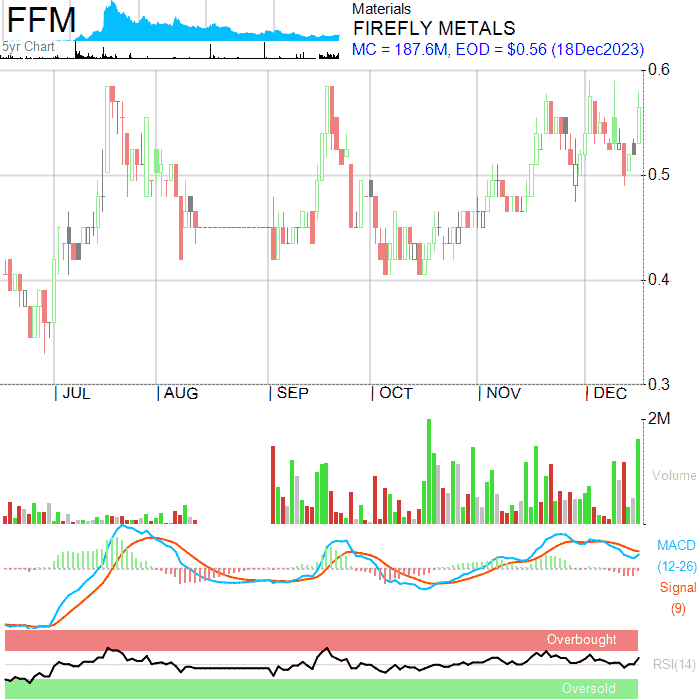 FFM
5yr Chart
Materials
FIREFLY METALS
MC = 187.6M, EOD = $0.56 (18Dec2023)
0.6
0.5
0.4
0.3
JUL AUG SEP OCT NOV DEC
2M
Volume
MACD
(12-26)
Signal
(9)
Overbought
RSI(14)
Oversold